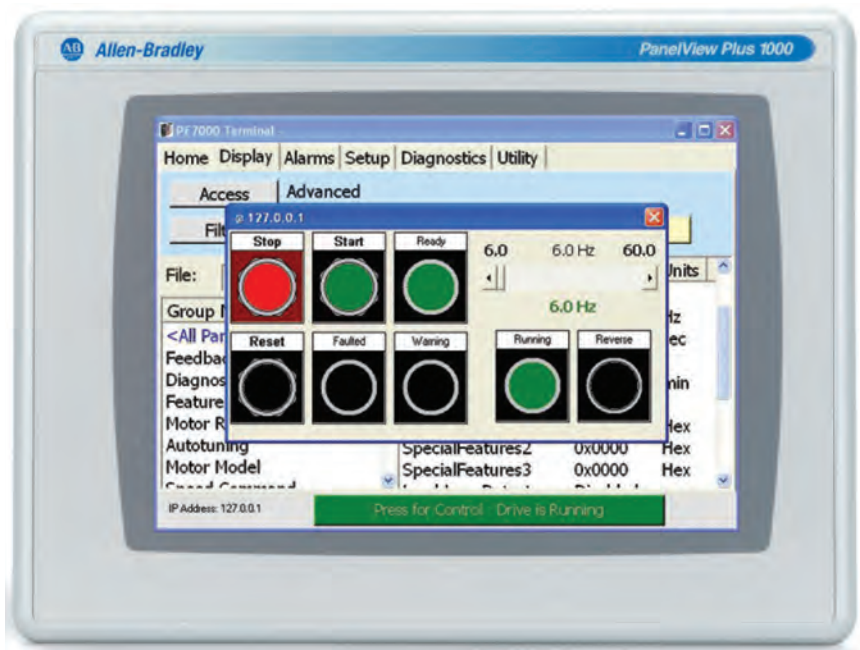 AB Allen-Bradley PanelView Plus 1000
PF7000 Terminal -
Home Display Alarms Setup Diagnostics Utility
Access Advanced
127.0.0.1
Filt
Stop Start Ready 6.0 6.0 Hz 60.0
File: Units
6.0 Hz
Group
Hz
Reset Faulted Warning Running Reverse
<All Par ec
Feedba
Diagnos min
Feature
Motor R Hex
Autotuning SpecialFeatures2 0x0000 Hex
Motor Model SpecialFeatures3 0x0000 Hex
IP Address: 127.0.0.1 Press for Control Drive is Running